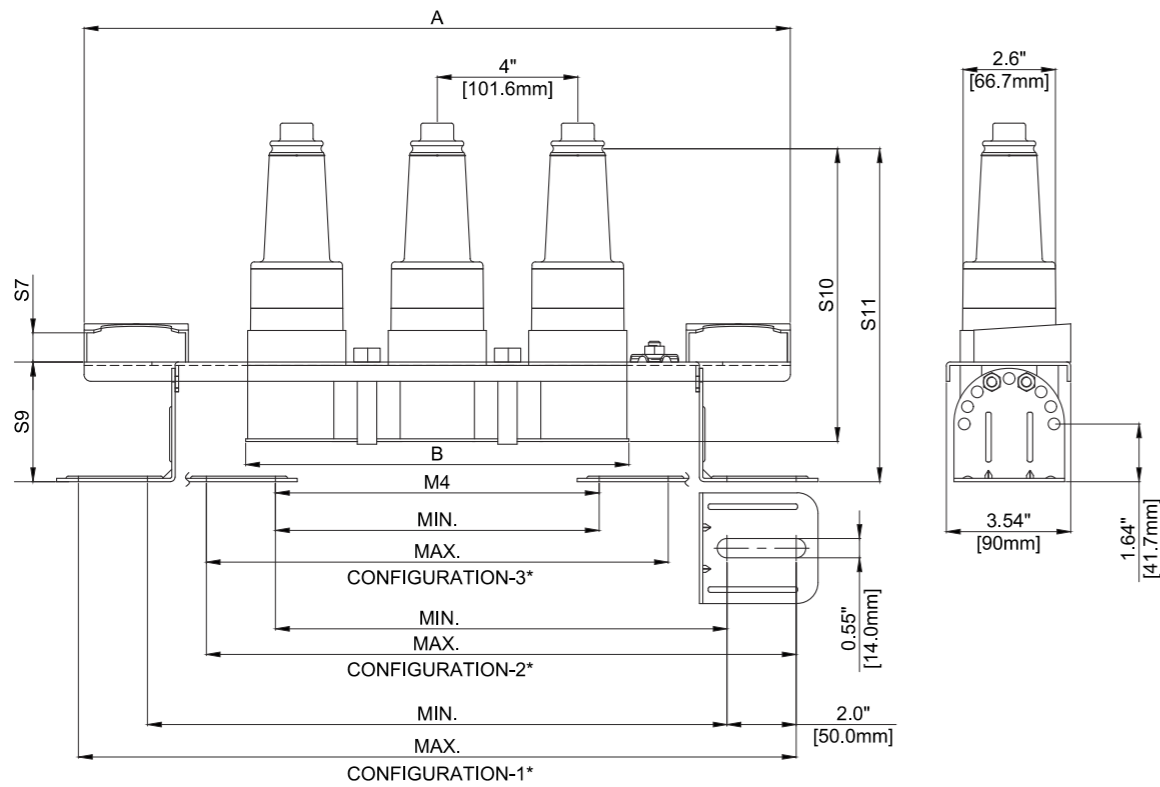 A
4"
[101.6mm]
2.6"
[66.7mm]
S7
S10
S11
S9
B
M4
MIN.
MAX.
CONFIGURATION-3*
3.54"
[90mm]
1.64"
[41.7mm]
MIN.
MAX.
CONFIGURATION-2*
0.55"
[14.0mm]
MIN.
2.0"
[50.0mm]
MAX.
CONFIGURATION-1*